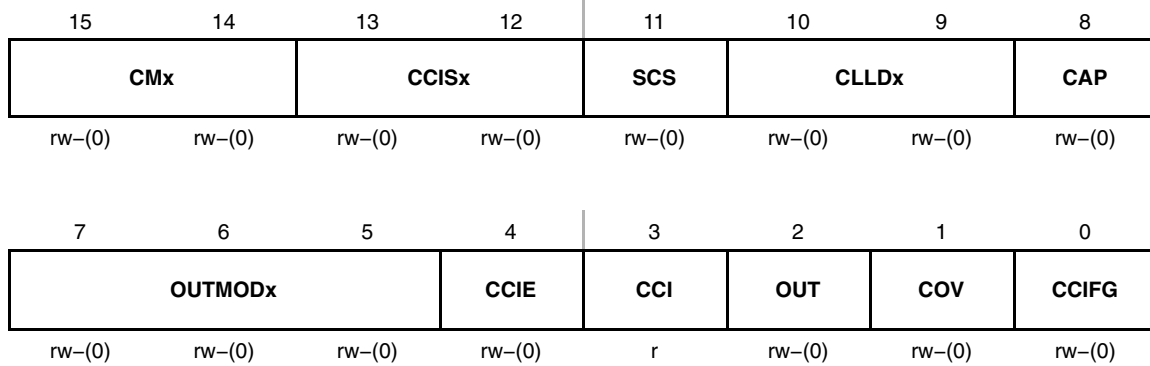 15 14 13 12 11 10 9 8
CMx CCISx SCS CLLDx CAP
rw−(0) rw−(0) rw−(0) rw−(0) rw−(0) rw−(0) rw−(0) rw−(0)
7 6 5 4 3 2 1 0
OUTMODx CCIE CCI OUT COV CCIFG
rw−(0) rw−(0) rw−(0) rw−(0) r rw−(0) rw−(0) rw−(0)